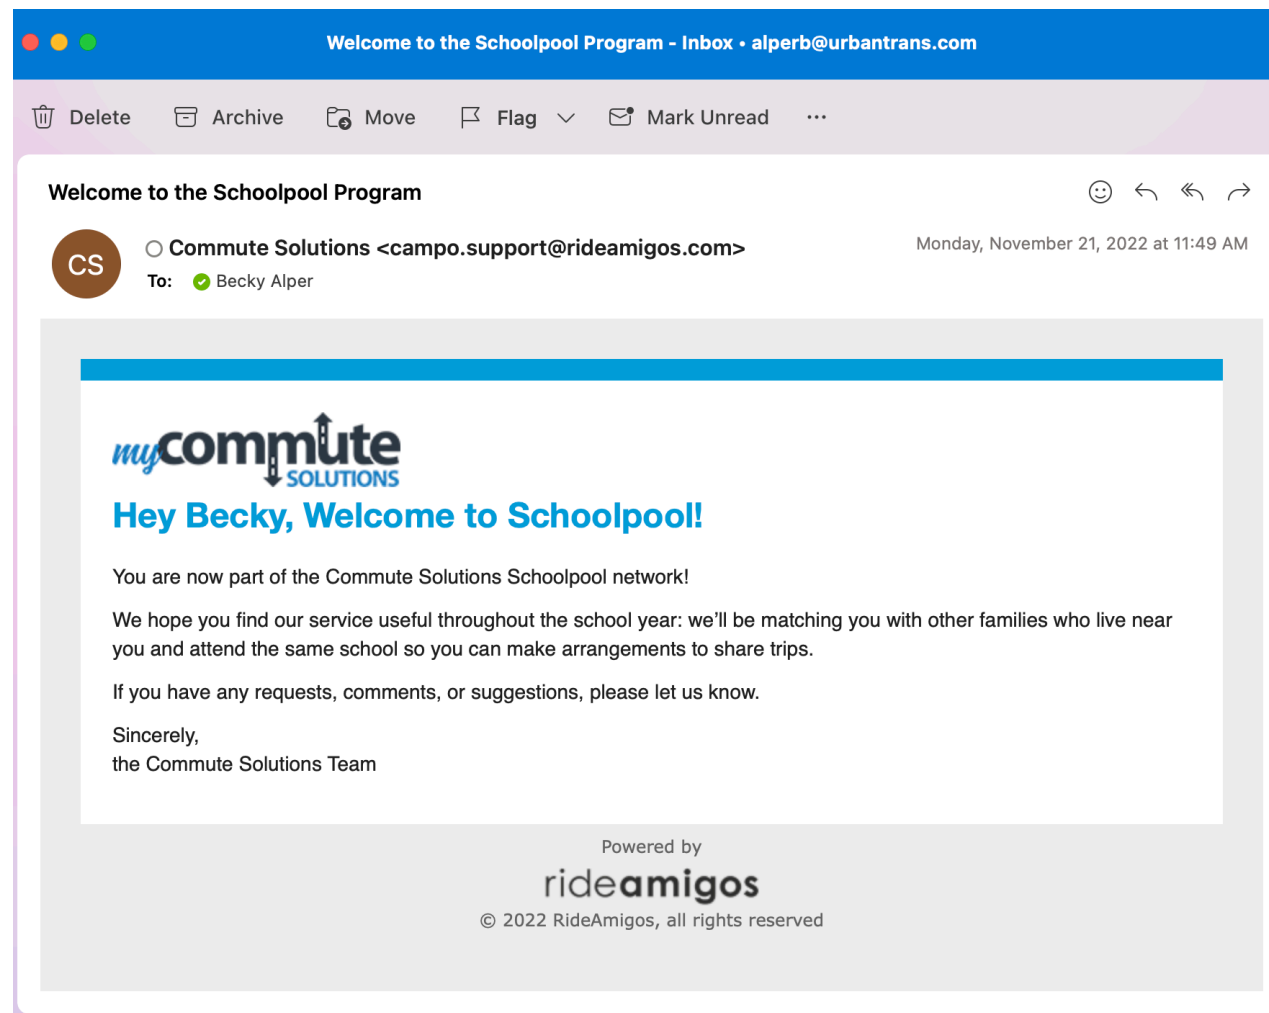 Welcome to the Schoolpool Program - Inbox • alperb@urbantrans.com
Delete Archive Move Flag Mark Unread ...
Welcome to the Schoolpool Program
CS
Commute Solutions <campo.support@rideamigos.com>
Monday, November 21, 2022 at 11:49 AM
To: Becky Alper
mycommute
SOLUTIONS
Hey Becky, Welcome to Schoolpool!
You are now part of the Commute Solutions Schoolpool network!
We hope you find our service useful throughout the school year: we’ll be matching you with other families who live near
you and attend the same school so you can make arrangements to share trips.
If you have any requests, comments, or suggestions, please let us know.
Sincerely,
the Commute Solutions Team
Powered by
rideamigos
© 2022 RideAmigos, all rights reserved